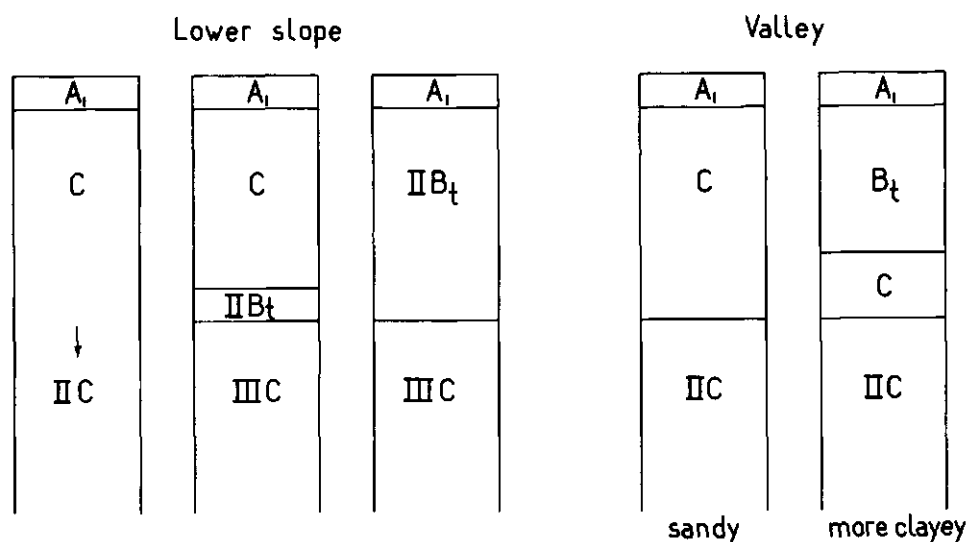 Lower slope Valley
A₁ A₁ A₁ A₁ A₁
C C IIBt C Bt
C
IIBt
IIC IIIC IIIC IIC IIC
sandy more clayey